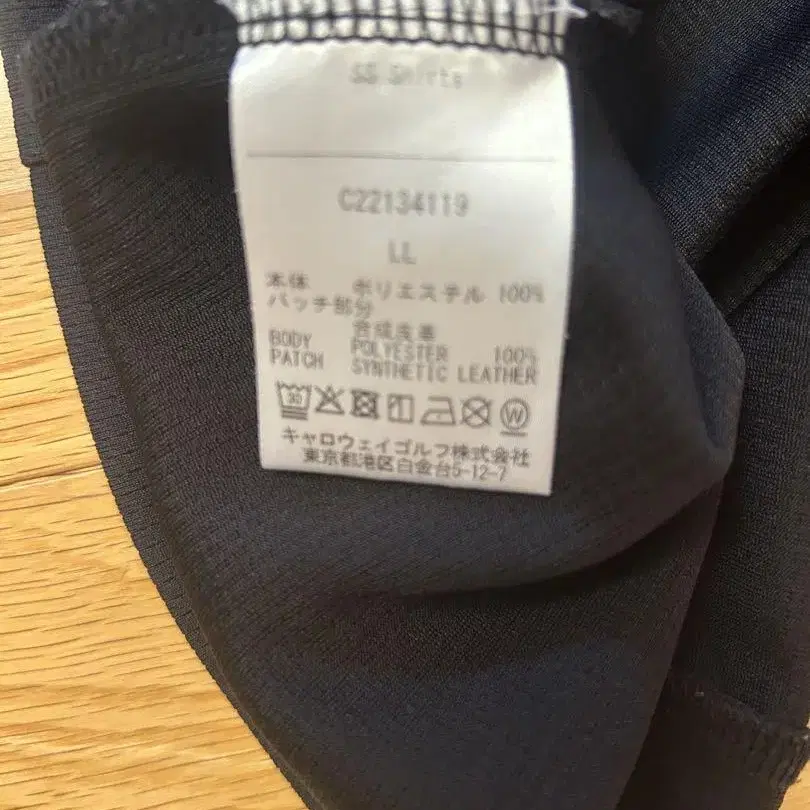 SS Shirts
C22134119
LL
本体 ポリエステル 100%
パッチ部分
合成皮革
BODY POLYESTER 100%
PATCH SYNTHETIC LEATHER
30 W
キャロウェイゴルフ株式会社
東京都港区白金台5-12-7